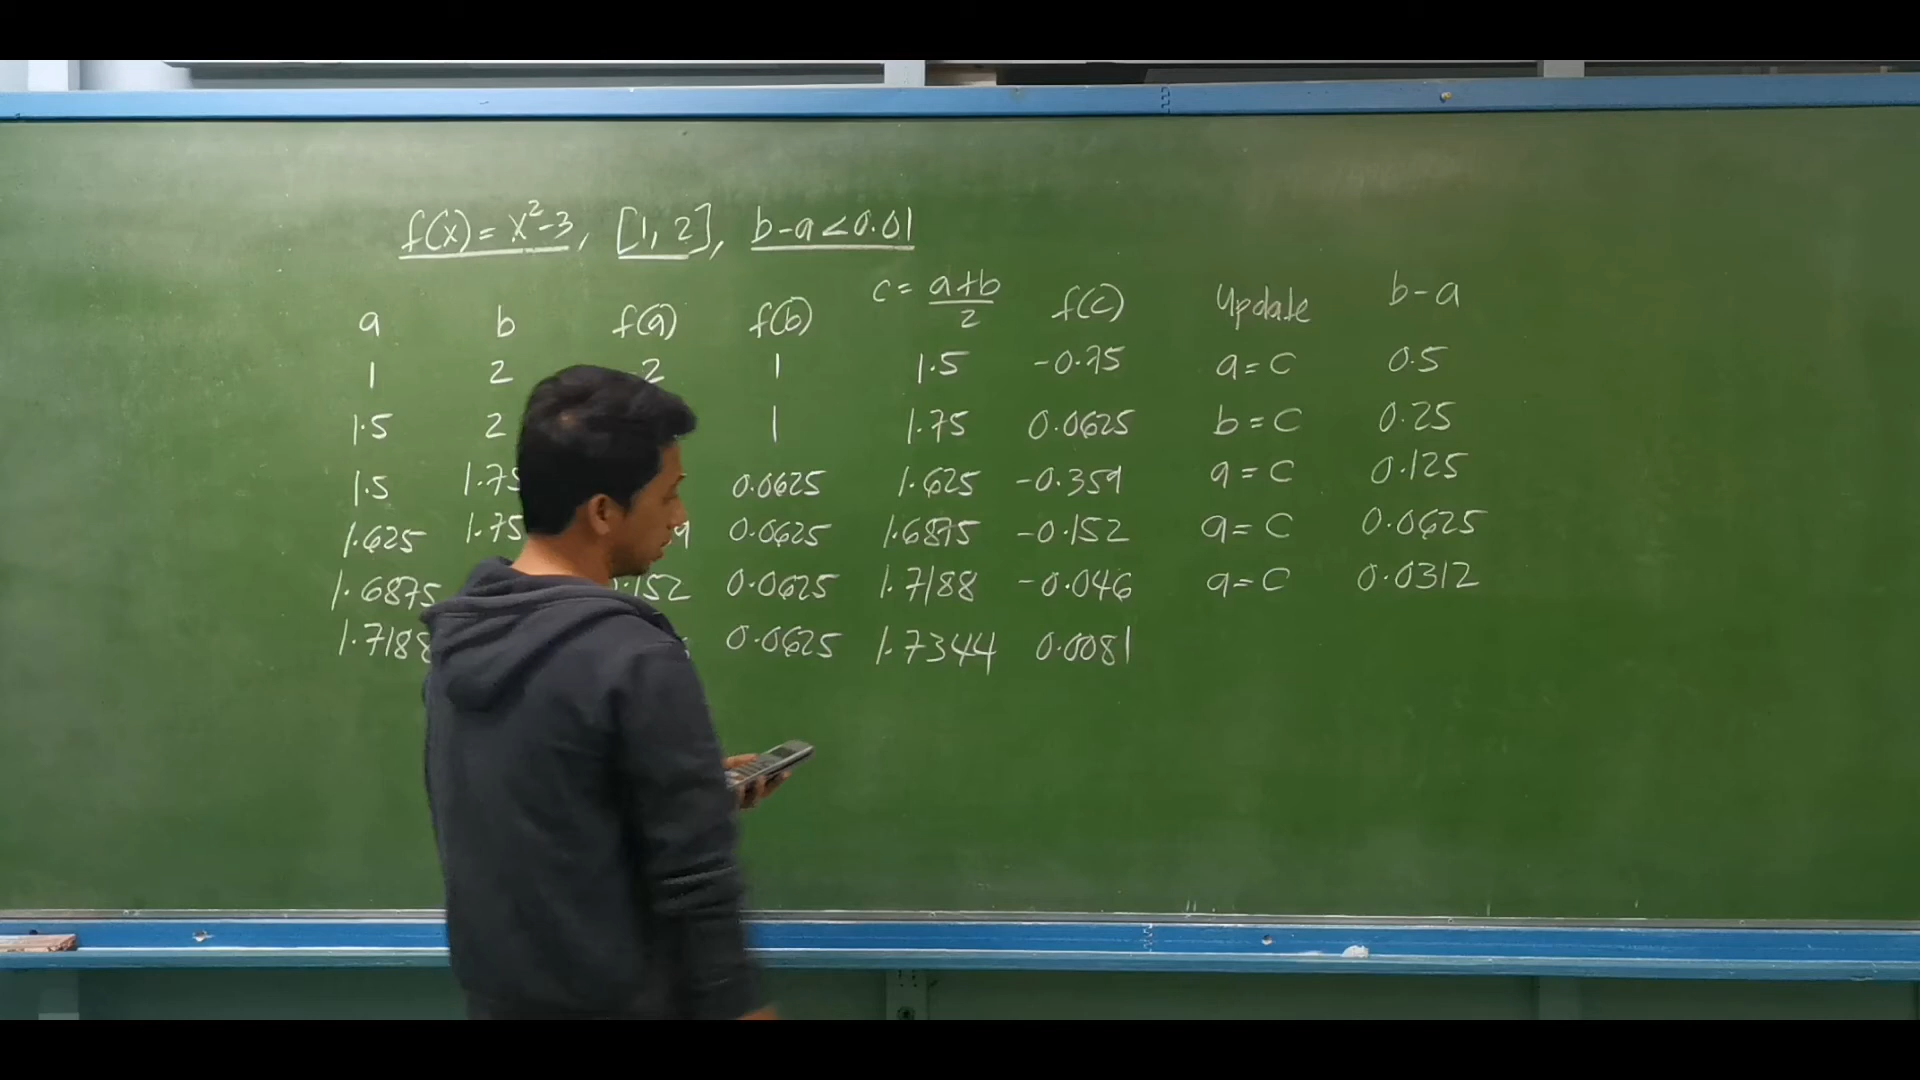 f(x) = x²-3, [1, 2], b-a<0.01
a b f(a) f(b) c = a+b/2 f(c) Update b-a
1 2 -2 1 1.5 -0.75 a=C 0.5
1.5 2 1 1.75 0.0625 b=C 0.25
1.5 1.75 0.0625 1.625 -0.359 a=C 0.125
1.625 1.75 0.0625 1.6875 -0.152 a=C 0.0625
1.6875 .152 0.0625 1.7188 -0.046 a=C 0.0312
1.7188 0.0625 1.7344 0.0081